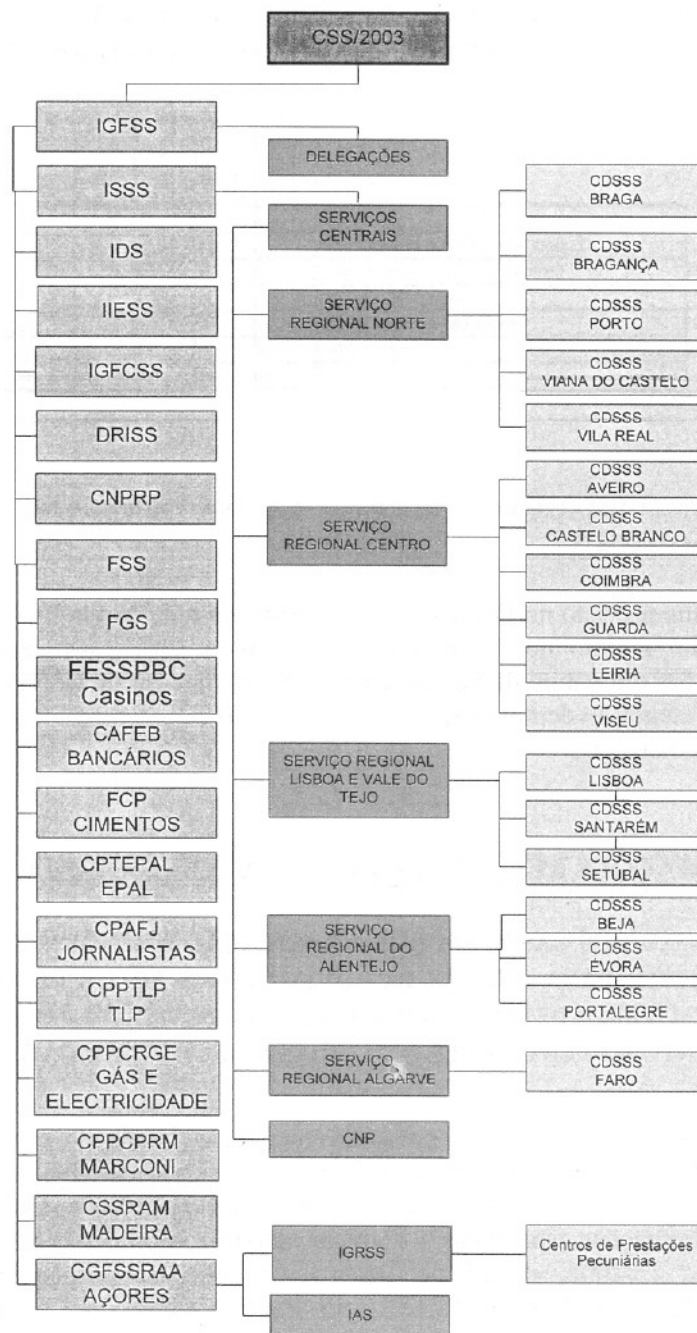 CSS/2003
IGFSS
ISSS
IDS
IIESS
IGFCSS
DRISS
CNPRP
FSS
FGS
FESSPBC
Casinos
CAFEB
BANCÁRIOS
FCP
CIMENTOS
CPTEPAL
EPAL
CPAFJ
JORNALISTAS
CPPTLP
TLP
CPPCRGE
GÁS E
ELECTRICIDADE
CPPCPRM
MARCONI
CSSRAM
MADEIRA
CGFSSRAA
AÇORES
DELEGAÇÕES
SERVIÇOS
CENTRAIS
SERVIÇO
REGIONAL NORTE
SERVIÇO
REGIONAL CENTRO
SERVIÇO REGIONAL
LISBOA E VALE DO
TEJO
SERVIÇO
REGIONAL DO
ALENTEJO
SERVIÇO
REGIONAL ALGARVE
CNP
IGRSS
IAS
CDSSS
BRAGA
CDSSS
BRAGANÇA
CDSSS
PORTO
CDSSS
VIANA DO CASTELO
CDSSS
VILA REAL
CDSSS
AVEIRO
CDSSS
CASTELO BRANCO
CDSSS
COIMBRA
CDSSS
GUARDA
CDSSS
LEIRIA
CDSSS
VISEU
CDSSS
LISBOA
CDSSS
SANTARÉM
CDSSS
SETÚBAL
CDSSS
BEJA
CDSSS
ÉVORA
CDSSS
PORTALEGRE
CDSSS
FARO
Centros de Prestações
Pecuniárias